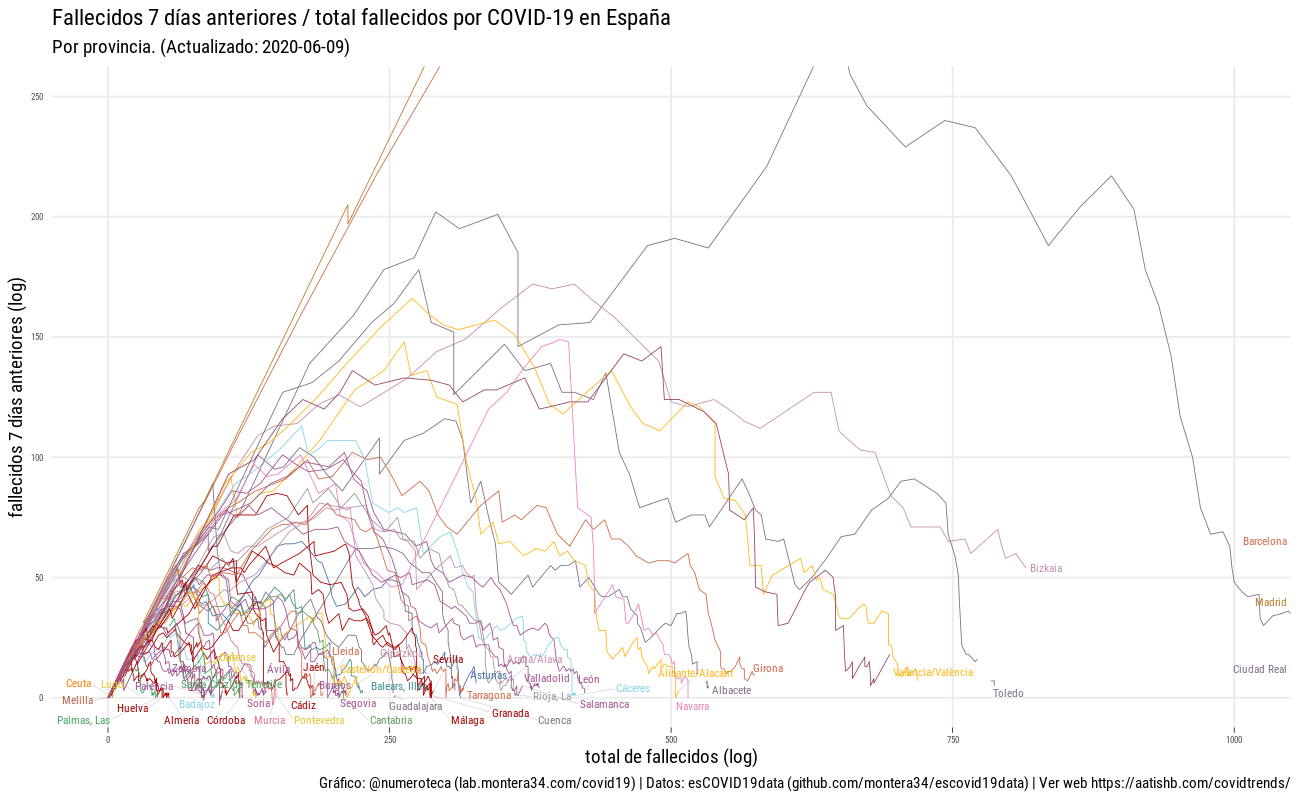 Fallecidos 7 días anteriores / total fallecidos por COVID-19 en España
Por provincia. (Actualizado: 2020-06-09)
fallecidos 7 días anteriores (log)
250
200
150
100
50
0
Barcelona
Bizkaia
Madrid
Ciudad Real
Girona
Valencia/València
Alicante/Alacant
Toledo
Albacete
Navarra
Lleida
Ourense
Sevilla
Araba/Álava
Zamora
Ávila
Jaén
Asturias
Valladolid
León
Cáceres
Ceuta
Lugo
Palencia
Santa Cruz de Tenerife
Burgos
Balears, Illes
Melilla
Huelva
Badajoz
Soria
Cádiz
Segovia
Guadalajara
Tarragona
Rioja, La
Salamanca
Granada
Palmas, Las
Almería
Córdoba
Murcia
Pontevedra
Cantabria
Málaga
Cuenca
0
250
500
750
1000
total de fallecidos (log)
Gráfico: @numeroteca (lab.montera34.com/covid19) | Datos: esCOVID19data (github.com/montera34/escovid19data) | Ver web https://aatishb.com/covidtrends/